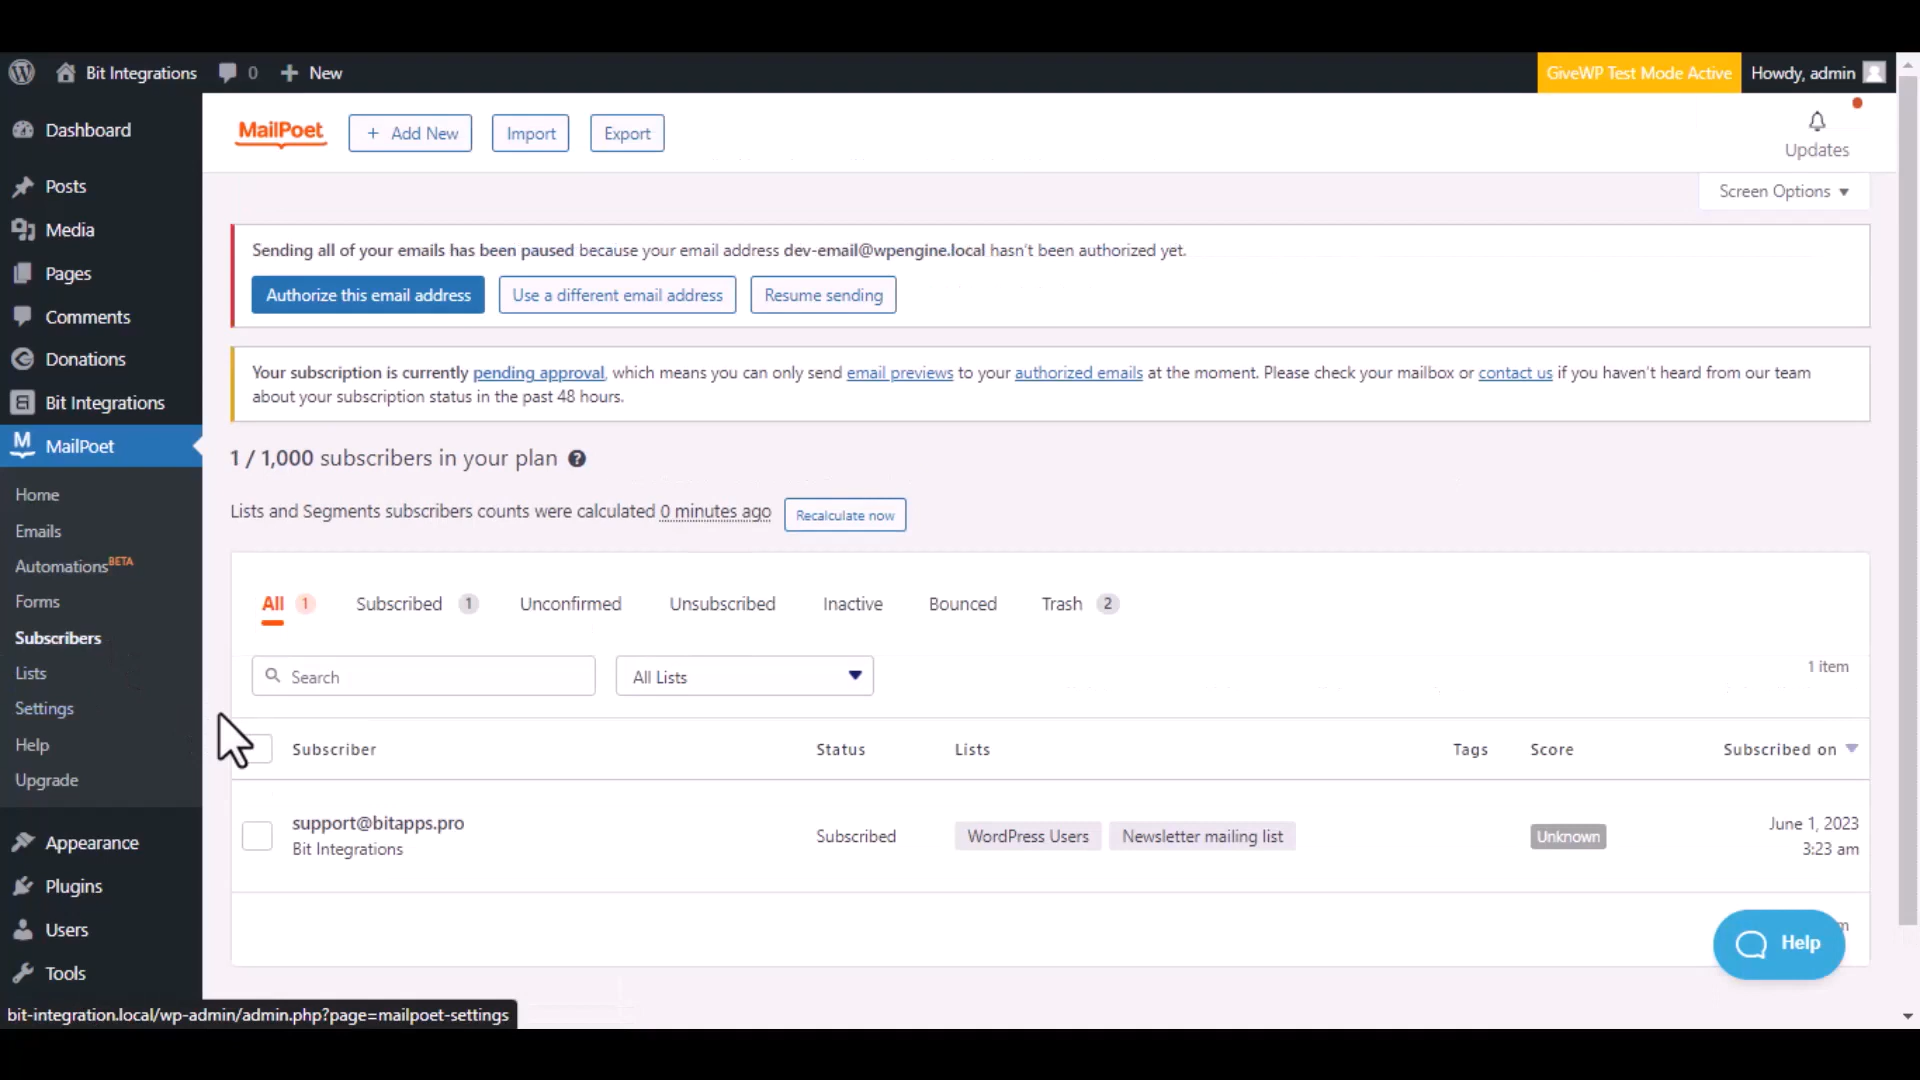 Bit Integrations 0 New GiveWP Test Mode Active Howdy, admin
Dashboard
Posts
Media
Pages
Comments
Donations
Bit Integrations
MailPoet
Home
Emails
Automations BETA
Forms
Subscribers
Lists
Settings
Help
Upgrade
Appearance
Plugins
Users
Tools
MailPoet + Add New Import Export
Updates
Screen Options
Sending all of your emails has been paused because your email address dev-email@wpengine.local hasn't been authorized yet.
Authorize this email address Use a different email address Resume sending
Your subscription is currently pending approval, which means you can only send email previews to your authorized emails at the moment. Please check your mailbox or contact us if you haven't heard from our team
about your subscription status in the past 48 hours.
1 / 1,000 subscribers in your plan ?
Lists and Segments subscribers counts were calculated 0 minutes ago Recalculate now
All 1 Subscribed 1 Unconfirmed Unsubscribed Inactive Bounced Trash 2
Search All Lists 1 item
Subscriber Status Lists Tags Score Subscribed on
support@bitapps.pro
Bit Integrations
Subscribed WordPress Users Newsletter mailing list Unknown
June 1, 2023
3:23 am
Help
bit-integration.local/wp-admin/admin.php?page=mailpoet-settings